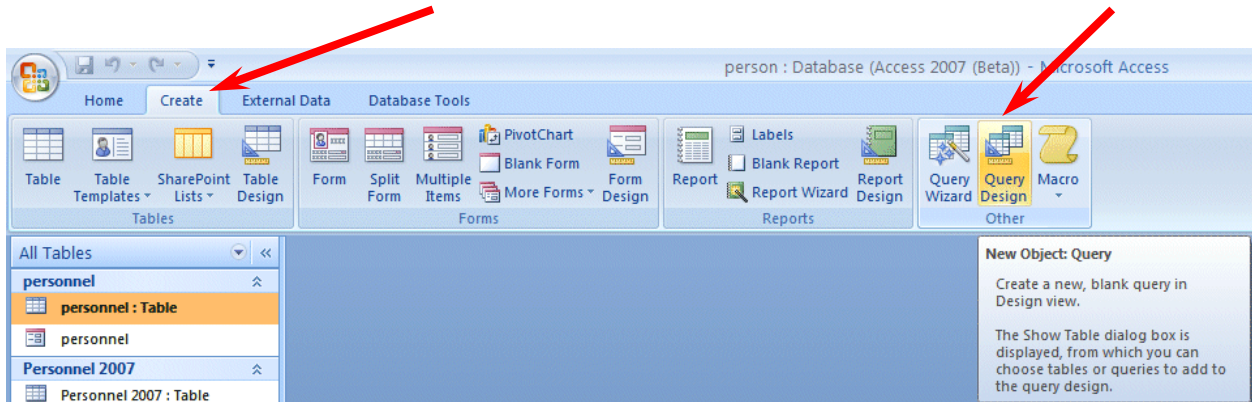 person : Database (Access 2007 (Beta)) - Microsoft Access
Home Create External Data Database Tools
Table
Table Templates
SharePoint Lists
Table Design
Tables
Form
Split Form
Multiple Items
PivotChart
Blank Form
More Forms
Form Design
Forms
Report
Labels
Blank Report
Report Wizard
Report Design
Reports
Query Wizard
Query Design
Macro
Other
All Tables
personnel
personnel : Table
personnel
Personnel 2007
Personnel 2007 : Table
New Object: Query
Create a new, blank query in
Design view.
The Show Table dialog box is
displayed, from which you can
choose tables or queries to add to
the query design.